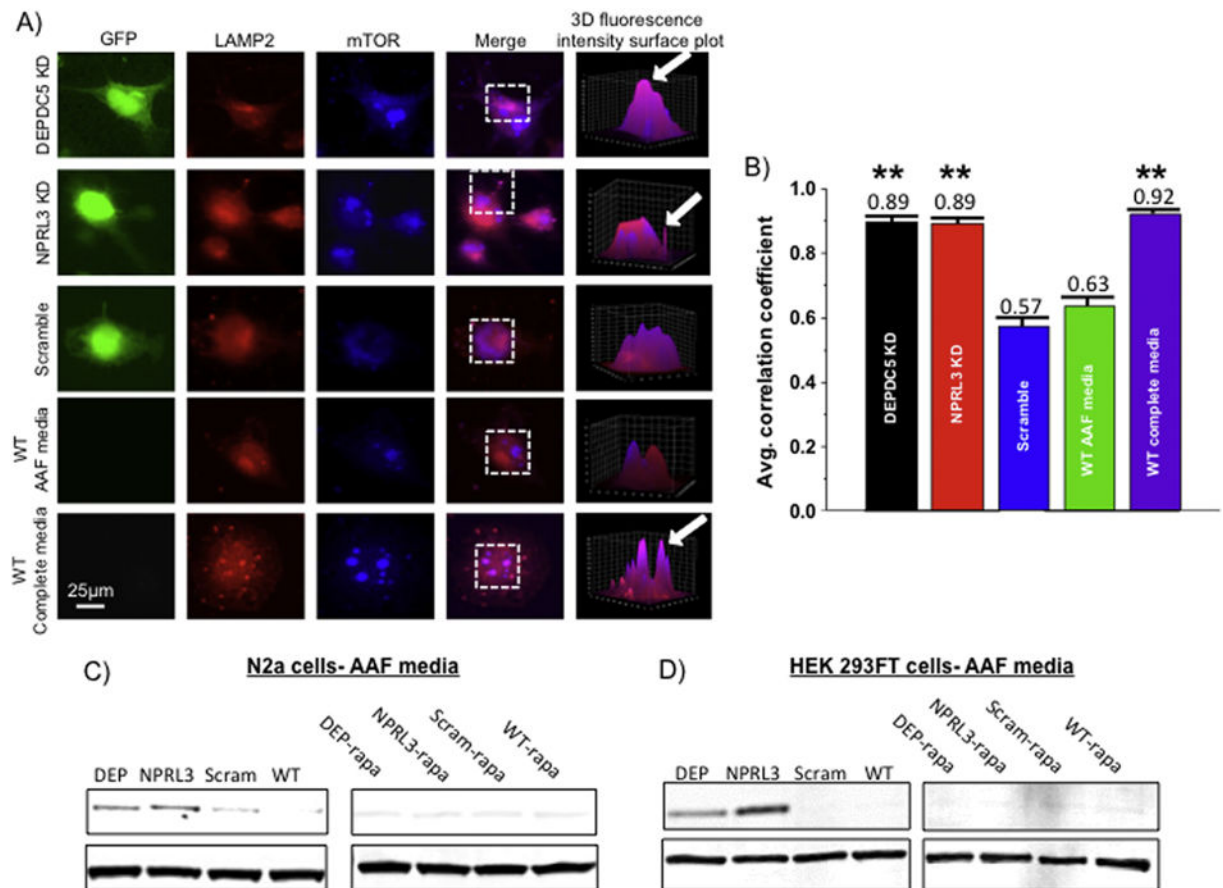 A)
GFP
LAMP2
mTOR
Merge
3D fluorescence
intensity surface plot
DEPDC5 KD
NPRL3 KD
Scramble
WT
AAF media
WT
Complete media
25µm
B)
Avg. correlation coefficient
1.0
0.8
0.6
0.4
0.2
0.0
** ** **
0.89 0.89 0.57 0.63 0.92
DEPDC5 KD
NPRL3 KD
Scramble
WT AAF media
WT complete media
C)
N2a cells- AAF media
DEP NPRL3 Scram WT
DEP-rapa
NPRL3-rapa
Scram-rapa
WT-rapa
D)
HEK 293FT cells- AAF media
DEP NPRL3 Scram WT
DEP-rapa
NPRL3-rapa
Scram-rapa
WT-rapa